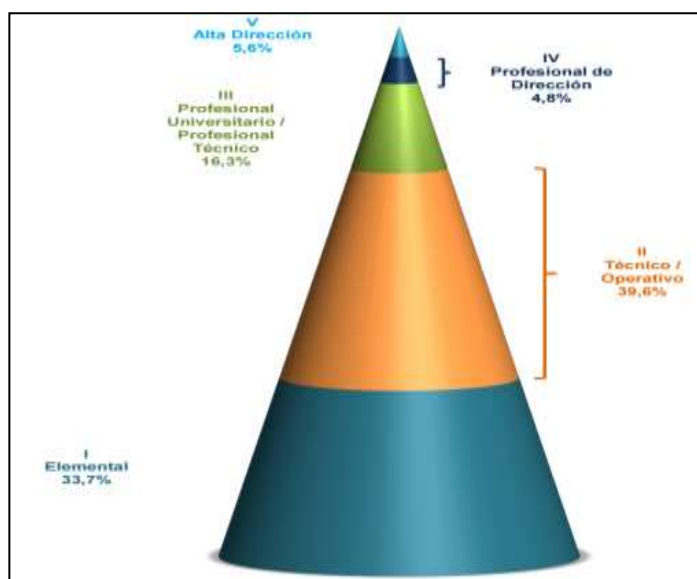 V
Alta Dirección
5,6%
IV
Profesional de
Dirección
4,8%
III
Profesional
Universitario /
Profesional
Técnico
16,3%
II
Técnico /
Operativo
39,6%
I
Elemental
33,7%